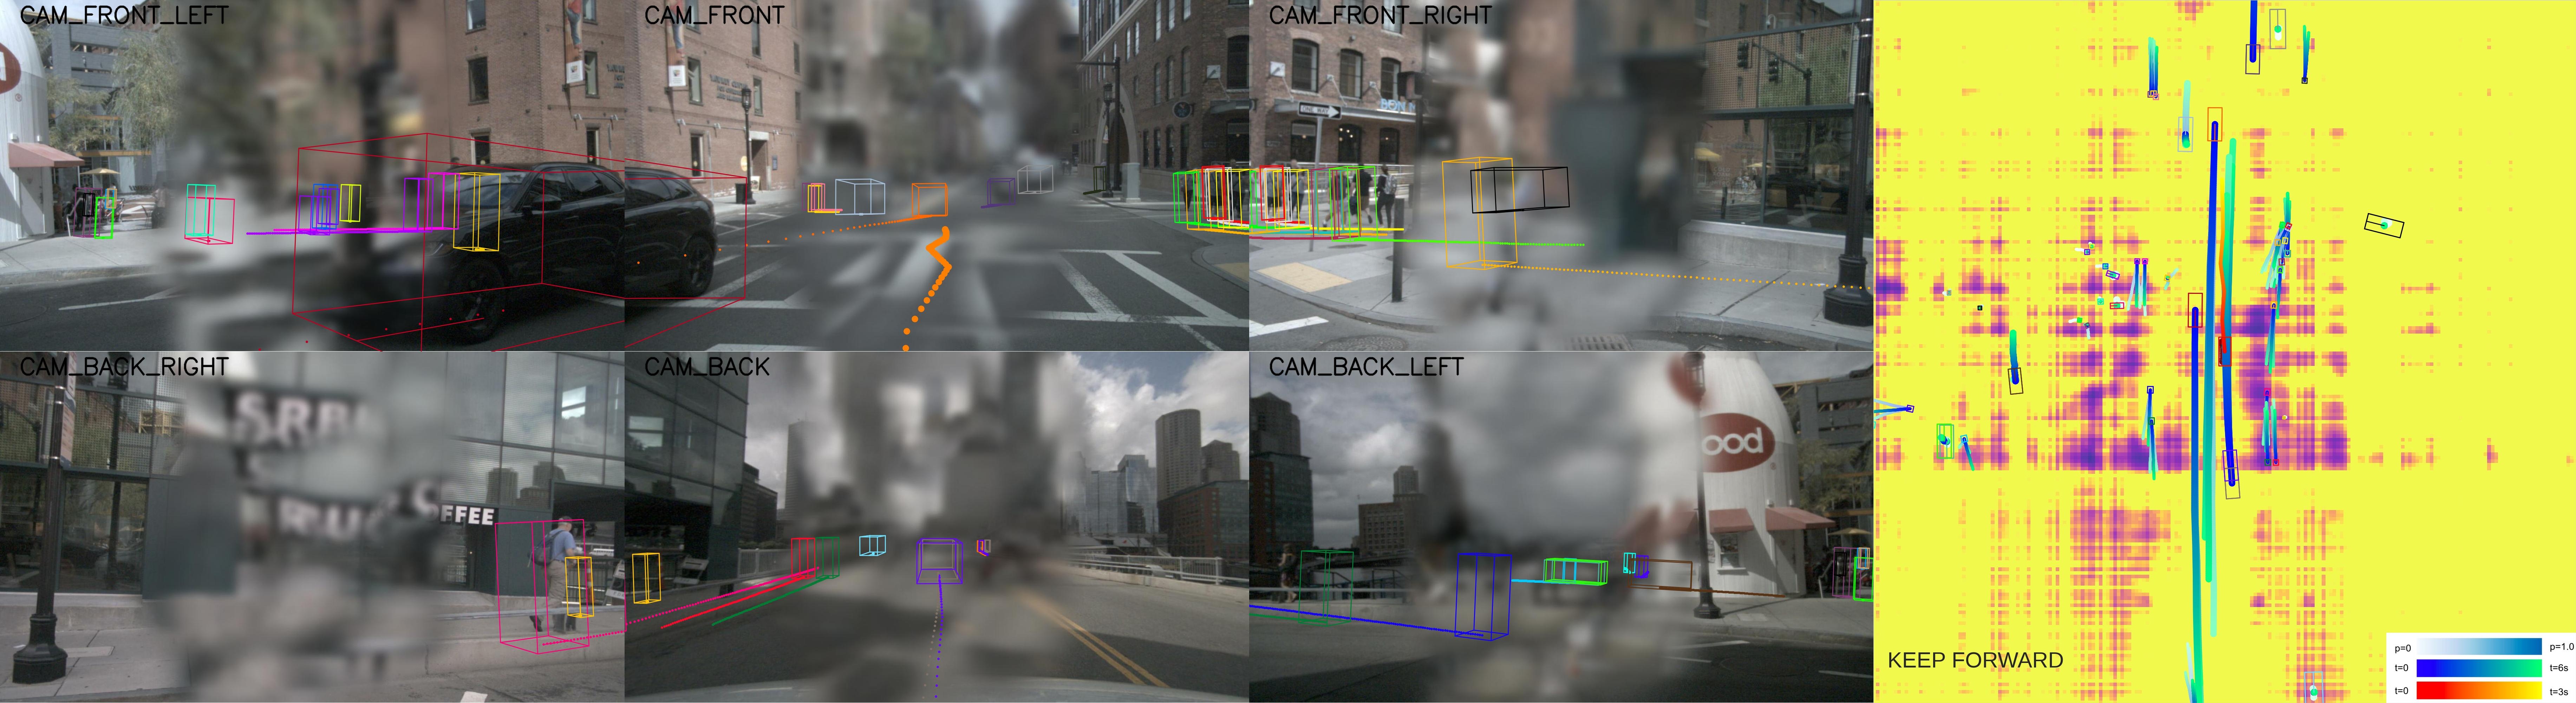 CAM_FRONT_LEFT
CAM_FRONT
CAM_FRONT_RIGHT
ONE WAY
CAM_BACK_RIGHT
CAM_BACK
CAM_BACK_LEFT
FFEE
ood
KEEP FORWARD
p=0
p=1.0
t=0
t=6s
t=0
t=3s